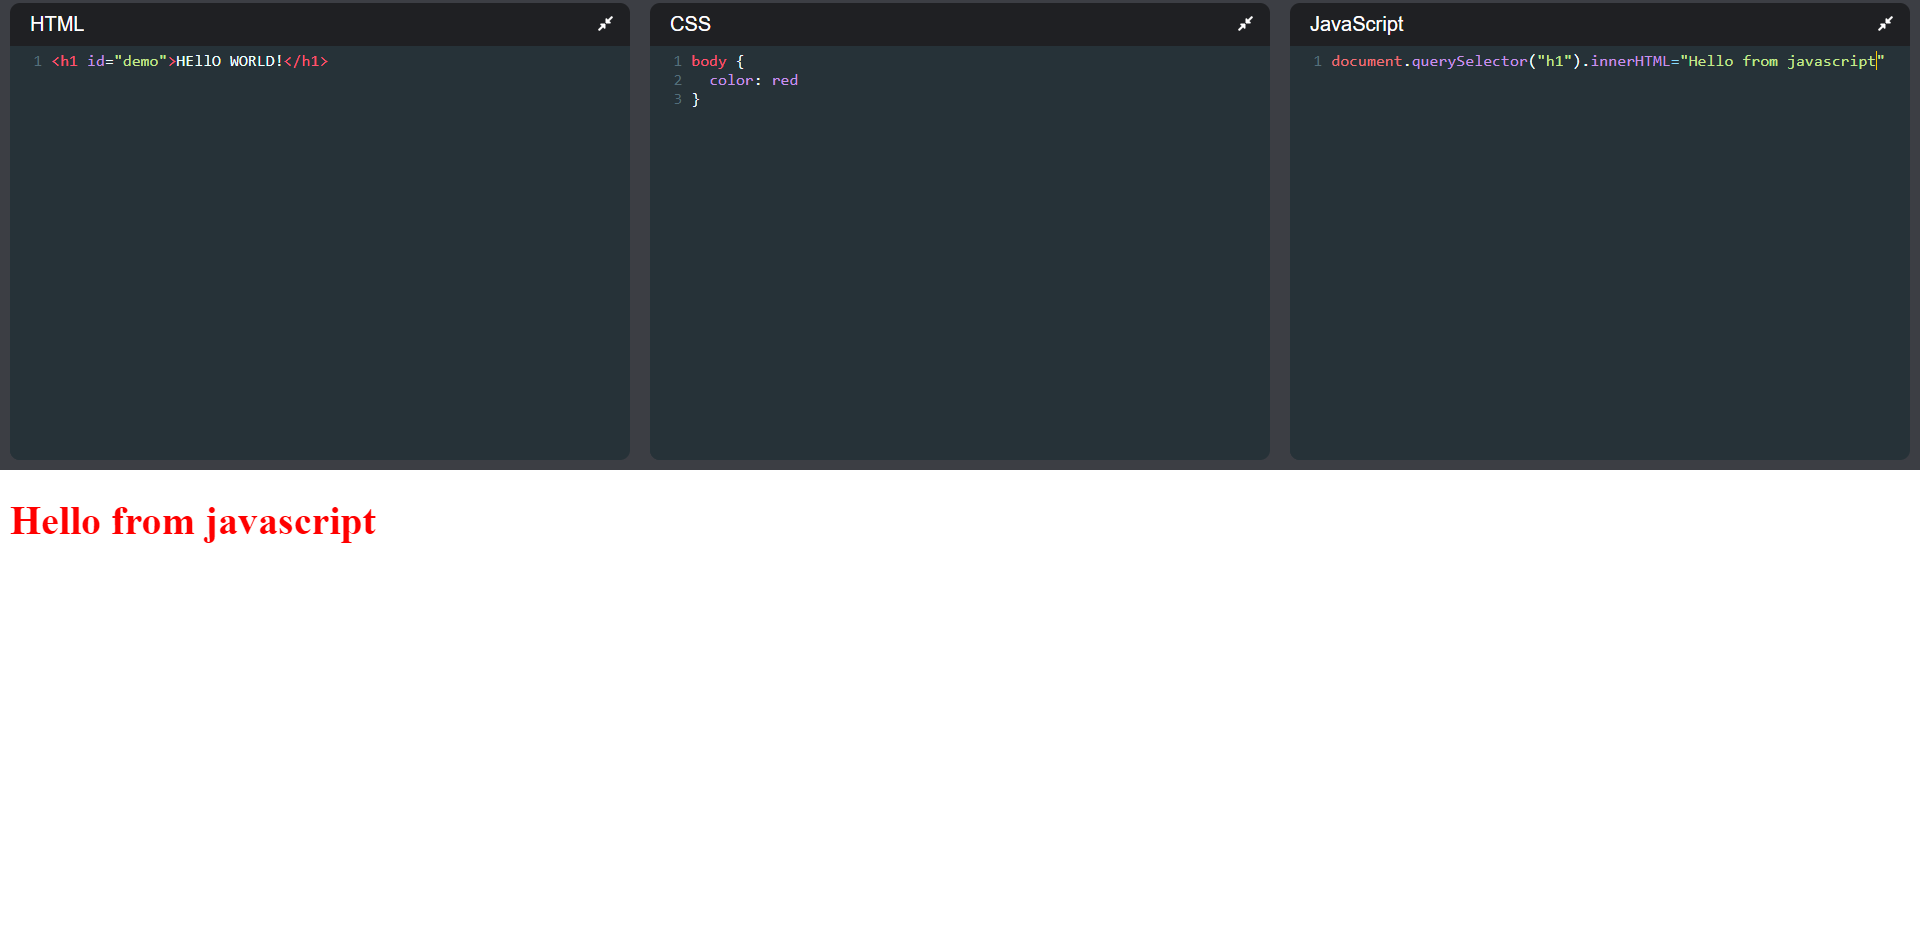 HTML
1 <h1 id="demo">HEllO WORLD!</h1>
CSS
1 body {
2   color: red
3 }
JavaScript
1 document.querySelector("h1").innerHTML="Hello from javascript"
Hello from javascript